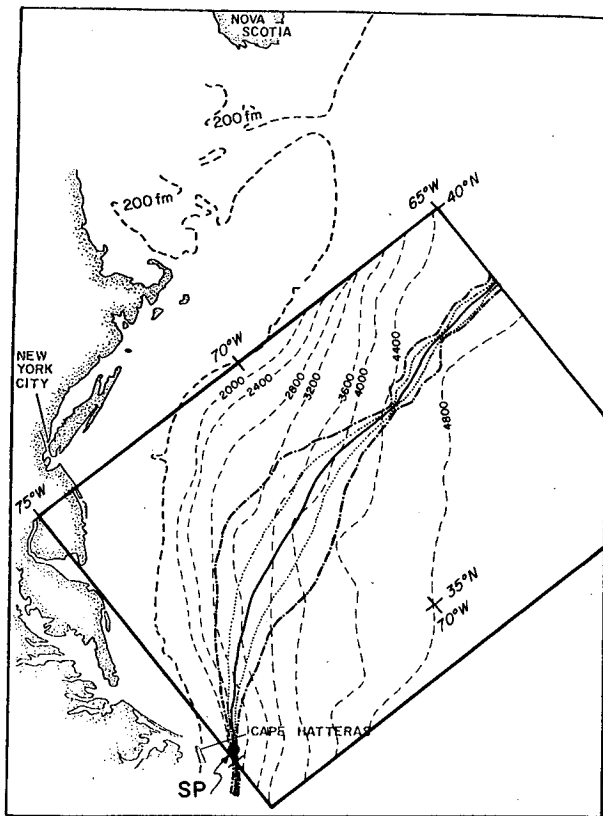 NOVA
SCOTIA
200 fm
200 fm
65°W
40°N
NEW
YORK
CITY
70°W
2000
2400
2800
3200
3600
4000
4400
4800
75°W
35°N
70°W
CAPE HATTERAS
SP